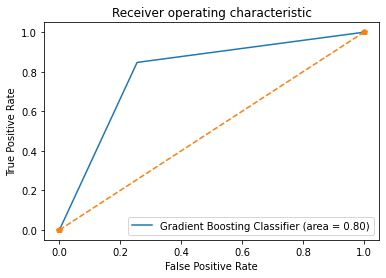 Receiver operating characteristic
True Positive Rate
1.0
0.8
0.6
0.4
0.2
0.0
Gradient Boosting Classifier (area = 0.80)
0.0 0.2 0.4 0.6 0.8 1.0
False Positive Rate